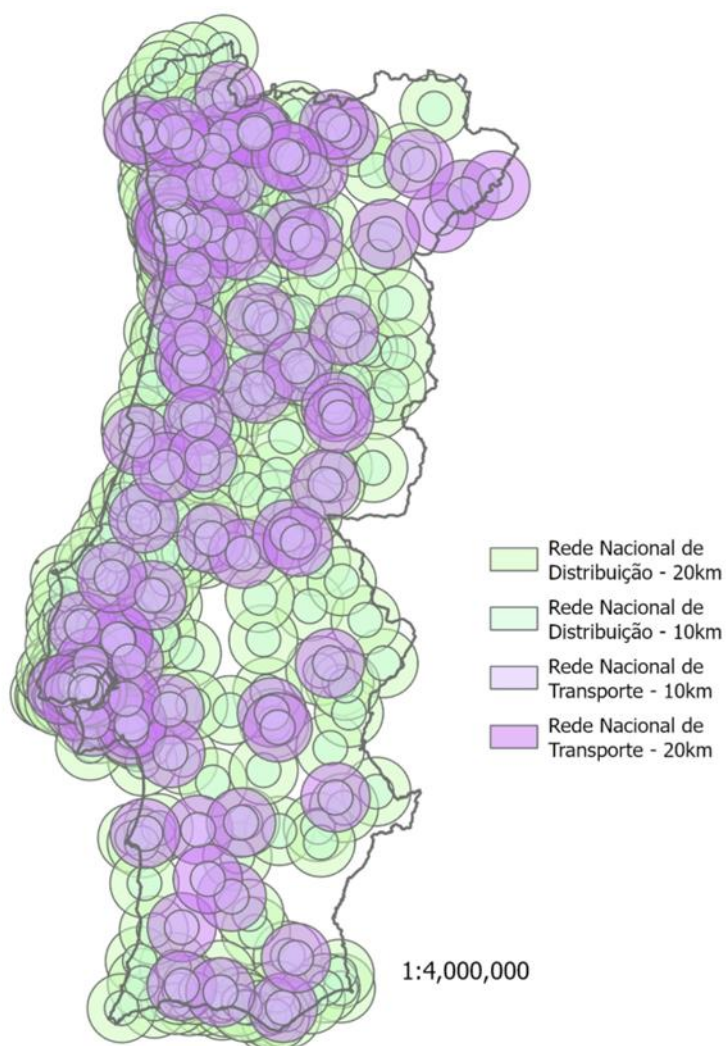 Rede Nacional de
Distribuição - 20km
Rede Nacional de
Distribuição - 10km
Rede Nacional de
Transporte - 10km
Rede Nacional de
Transporte - 20km
1:4,000,000